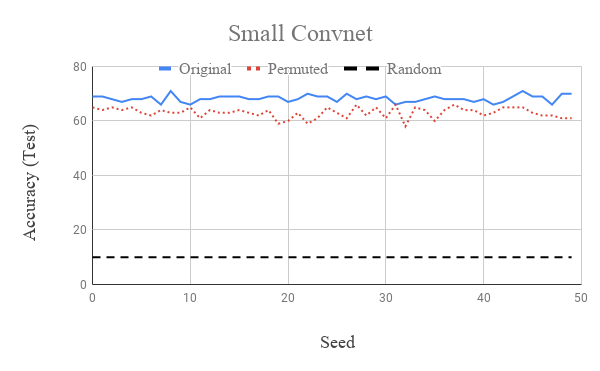 Small Convnet
Original Permuted Random
80
60
40
20
0
0 10 20 30 40 50
Accuracy (Test)
Seed